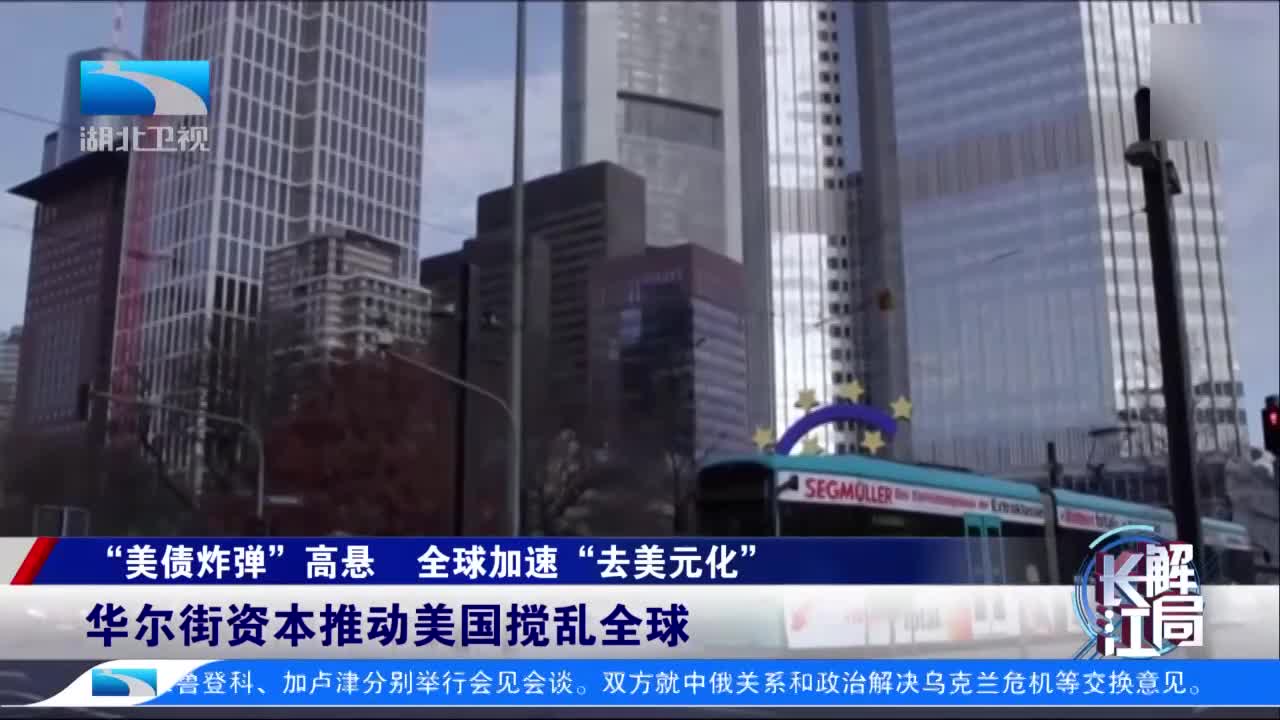 湖北卫视
SEGMÜLLER
“美债炸弹”高悬 全球加速“去美元化”
华尔街资本推动美国搅乱全球
长江解局
鲁登科、加卢津分别举行会见会谈。双方就中俄关系和政治解决乌克兰危机等交换意见。